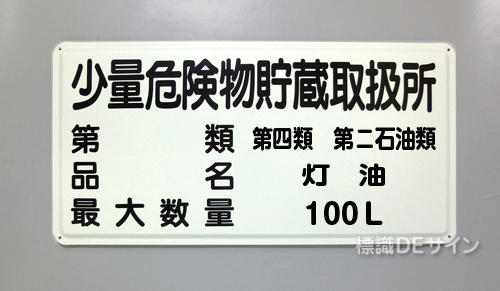 少量危険物貯蔵取扱所
第類 第四類 第二石油類
品名 灯油
最大数量 100L
標識DEサイン